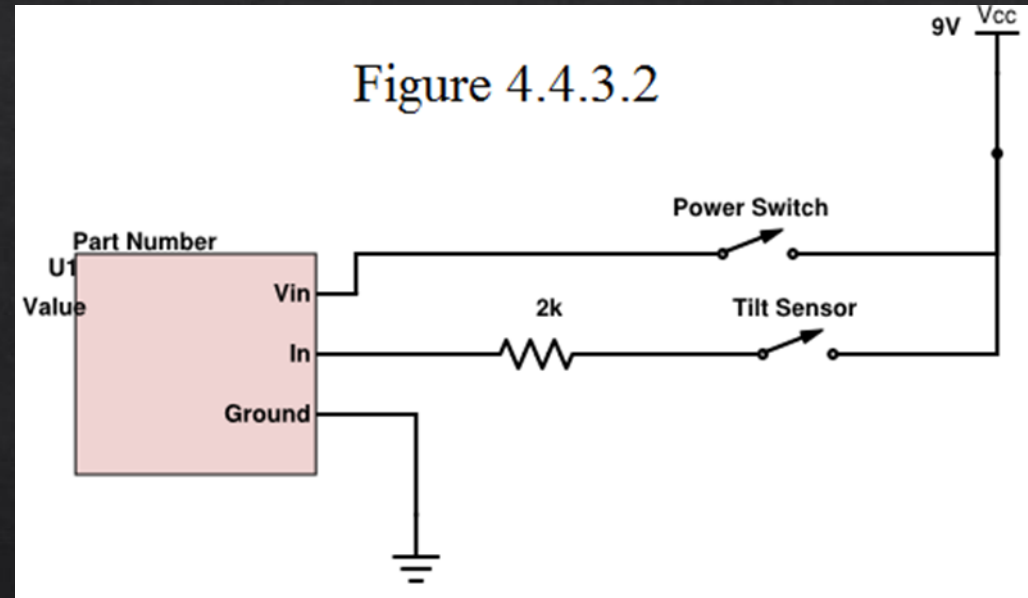 9V Vcc
Figure 4.4.3.2
Power Switch
Part Number
U1
Vin
Value
2k
Tilt Sensor
In
Ground